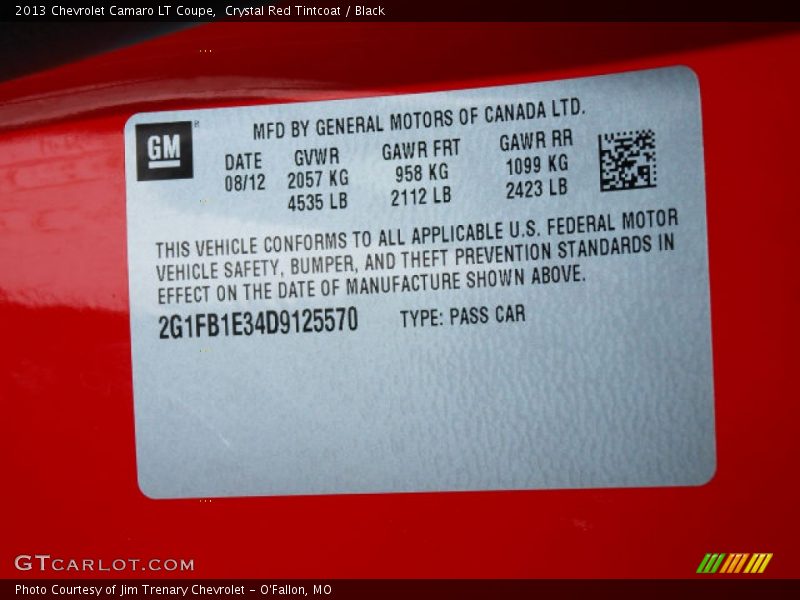 2013 Chevrolet Camaro LT Coupe,  Crystal Red Tintcoat / Black
GM
MFD BY GENERAL MOTORS OF CANADA LTD.
DATE GVWR GAWR FRT GAWR RR
08/12 2057 KG 958 KG 1099 KG
4535 LB 2112 LB 2423 LB
THIS VEHICLE CONFORMS TO ALL APPLICABLE U.S. FEDERAL MOTOR
VEHICLE SAFETY, BUMPER, AND THEFT PREVENTION STANDARDS IN
EFFECT ON THE DATE OF MANUFACTURE SHOWN ABOVE.
2G1FB1E34D9125570 TYPE: PASS CAR
GTCARLOT.COM
Photo Courtesy of Jim Trenary Chevrolet - O'Fallon, MO